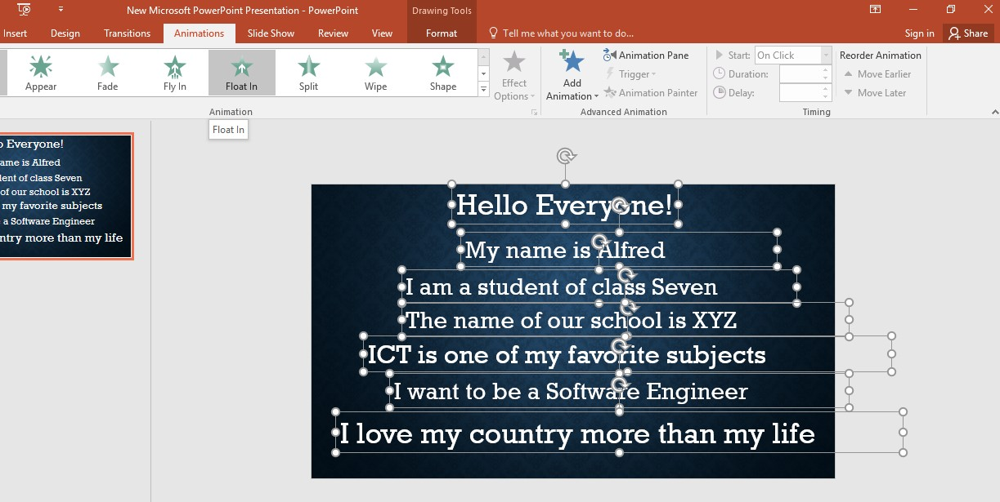 New Microsoft PowerPoint Presentation - PowerPoint
Drawing Tools
Insert Design Transitions Animations Slide Show Review View Format Tell me what you want to do... Sign in Share
Appear Fade Fly In Float In Split Wipe Shape
Effect Options
Add Animation
Animation Pane
Trigger
Animation Painter
Start: On Click
Duration:
Delay:
Reorder Animation
Move Earlier
Move Later
Animation Advanced Animation Timing
Float In
o Everyone!
ame is Alfred
lent of class Seven
of our school is XYZ
my favorite subjects
a Software Engineer
ntry more than my life
Hello Everyone!
My name is Alfred
I am a student of class Seven
The name of our school is XYZ
ICT is one of my favorite subjects
I want to be a Software Engineer
I love my country more than my life